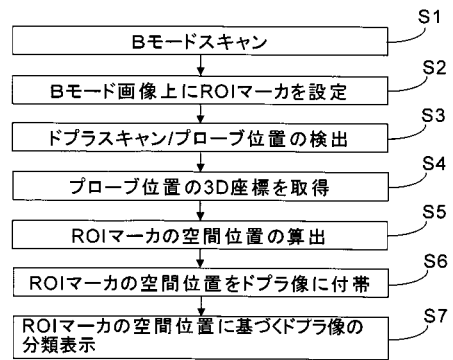 S1
Bモードスキャン
S2
Bモード画像上にROIマーカを設定
S3
ドプラスキャン/プローブ位置の検出
S4
プローブ位置の3D座標を取得
S5
ROIマーカの空間位置の算出
S6
ROIマーカの空間位置をドプラ像に付帯
S7
ROIマーカの空間位置に基づくドプラ像の
分類表示